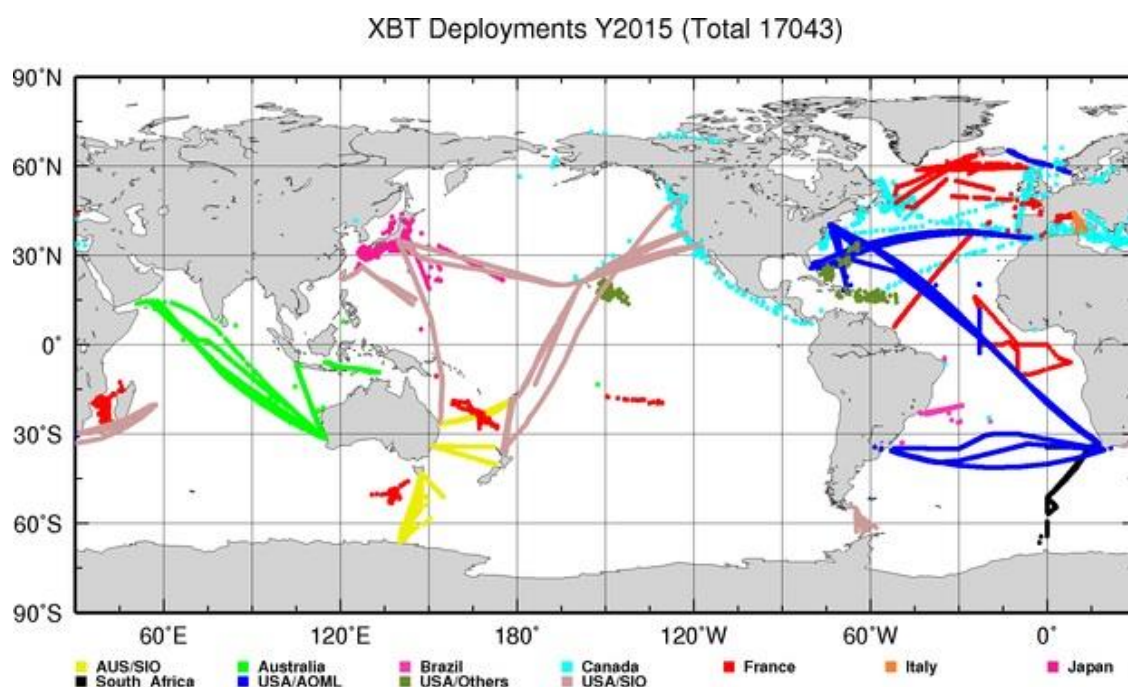 XBT Deployments Y2015 (Total 17043)
90°N
60°N
30°N
0°
30°S
60°S
90°S
60°E 120°E 180° 120°W 60°W 0°
AUS/SIO Australia Brazil Canada France Italy Japan
South Africa USA/AOML USA/Others USA/SIO